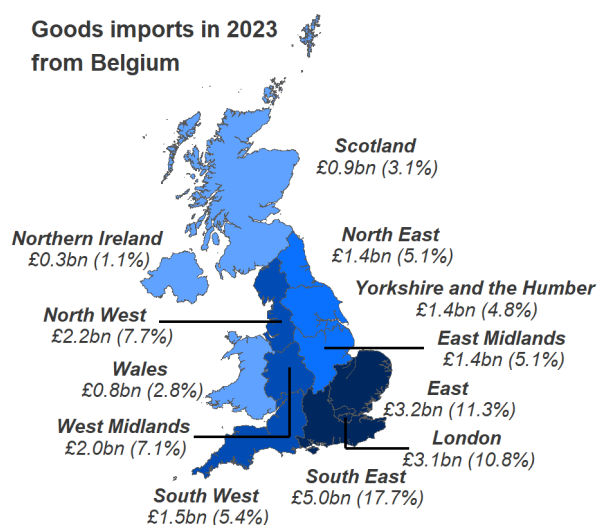 Goods imports in 2023
from Belgium
Scotland
£0.9bn (3.1%)
Northern Ireland
£0.3bn (1.1%)
North East
£1.4bn (5.1%)
Yorkshire and the Humber
£1.4bn (4.8%)
North West
£2.2bn (7.7%)
East Midlands
£1.4bn (5.1%)
Wales
£0.8bn (2.8%)
East
£3.2bn (11.3%)
West Midlands
£2.0bn (7.1%)
London
£3.1bn (10.8%)
South East
£5.0bn (17.7%)
South West
£1.5bn (5.4%)